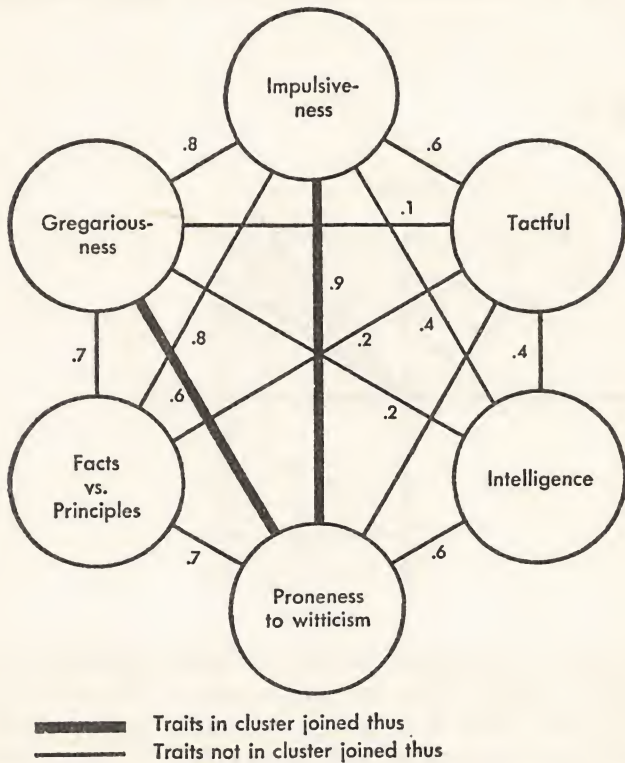 Impulsive-
ness
.8
.6
Gregarious-
ness
.1
Tactful
.9
.7
.8
.2
.4
.4
.6
.2
Facts
vs.
Principles
Intelligence
.7
.6
Proneness
to witticism
Traits in cluster joined thus
Traits not in cluster joined thus